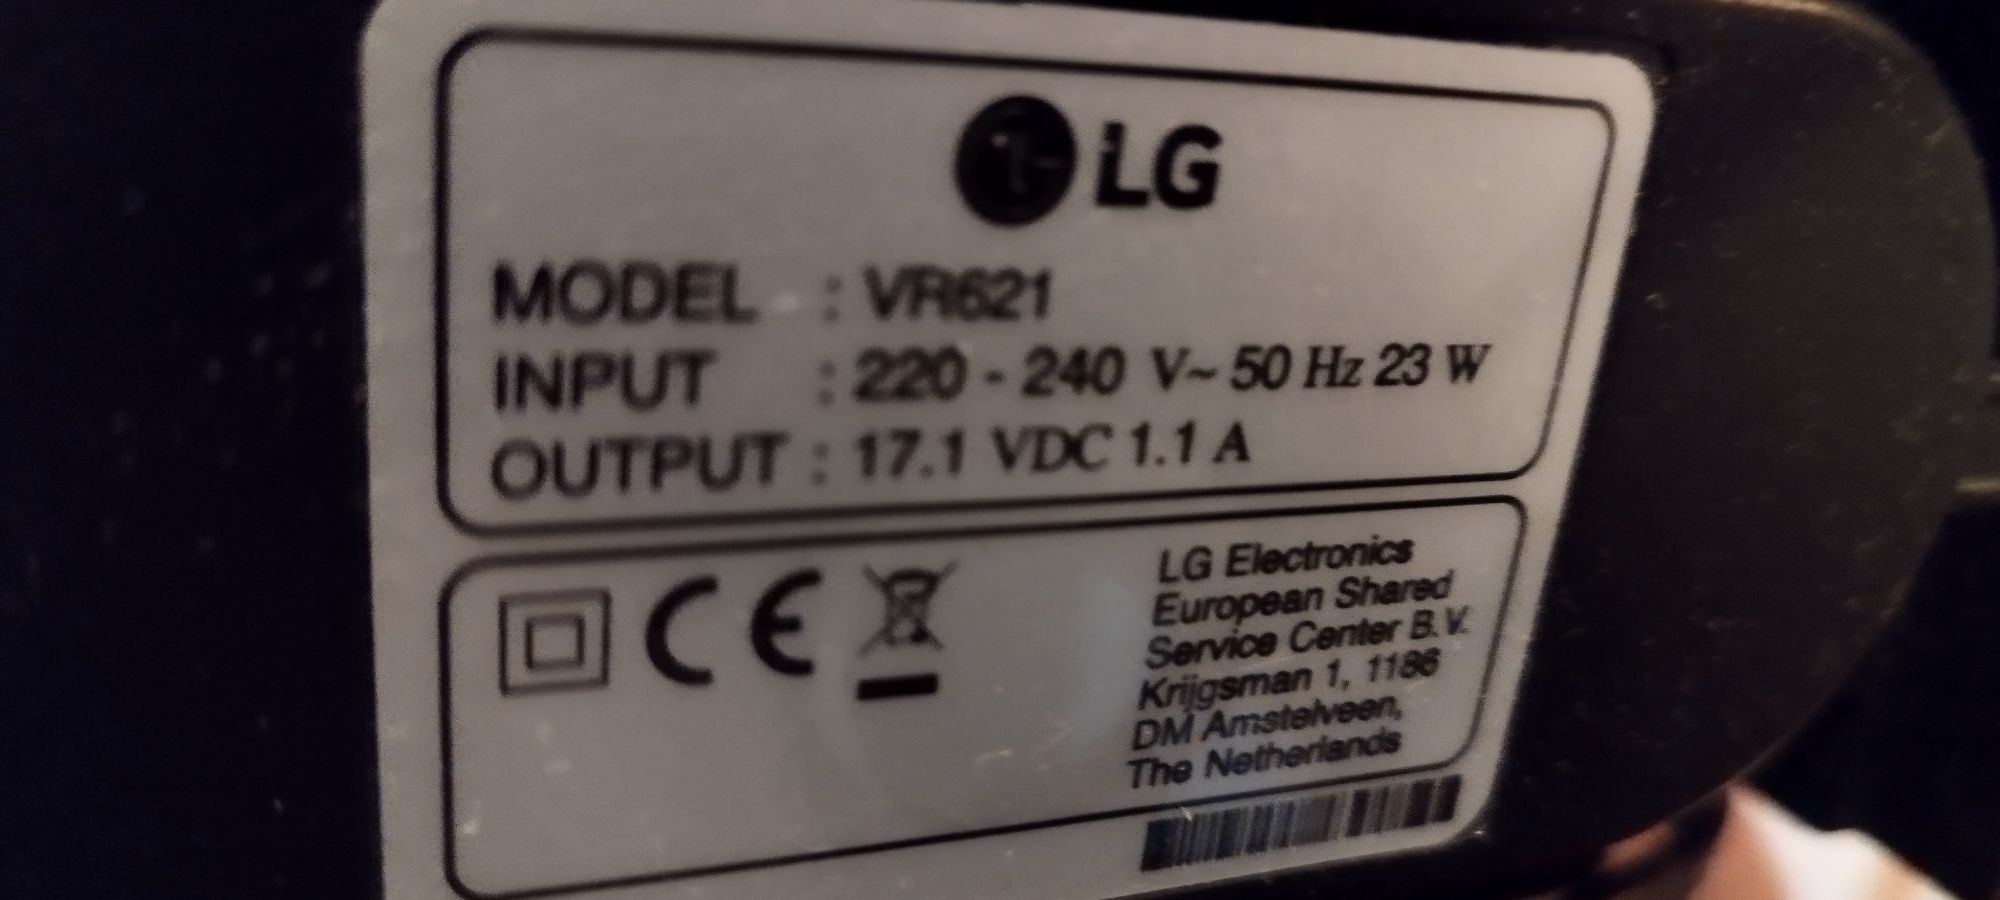 LG
MODEL : VR621
INPUT : 220 - 240 V~ 50 Hz 23 W
OUTPUT : 17.1 VDC 1.1 A
CE
LG Electronics
European Shared
Service Center B.V.
Krijgsman 1, 1186
DM Amstelveen,
The Netherlands